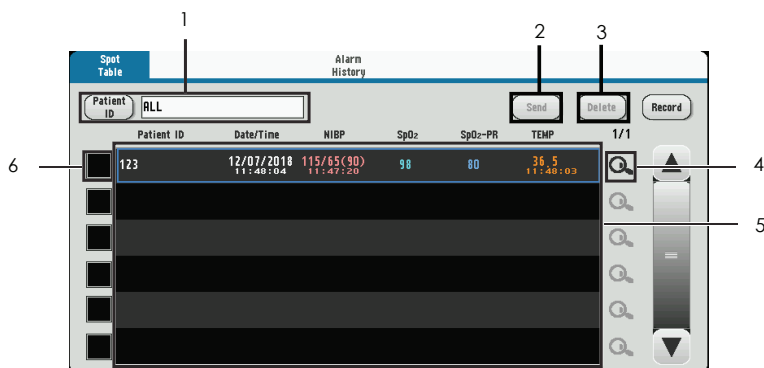 1
2
3
Spot
Table
Alarm
History
Patient
ID
ALL
Send
Delete
Record
Patient ID Date/Time NIBP SpO2 SpO2-PR TEMP 1/1
6
123 12/07/2018 115/65(90) 98 80 36.5
11:48:04 11:47:20 11:48:03
4
5